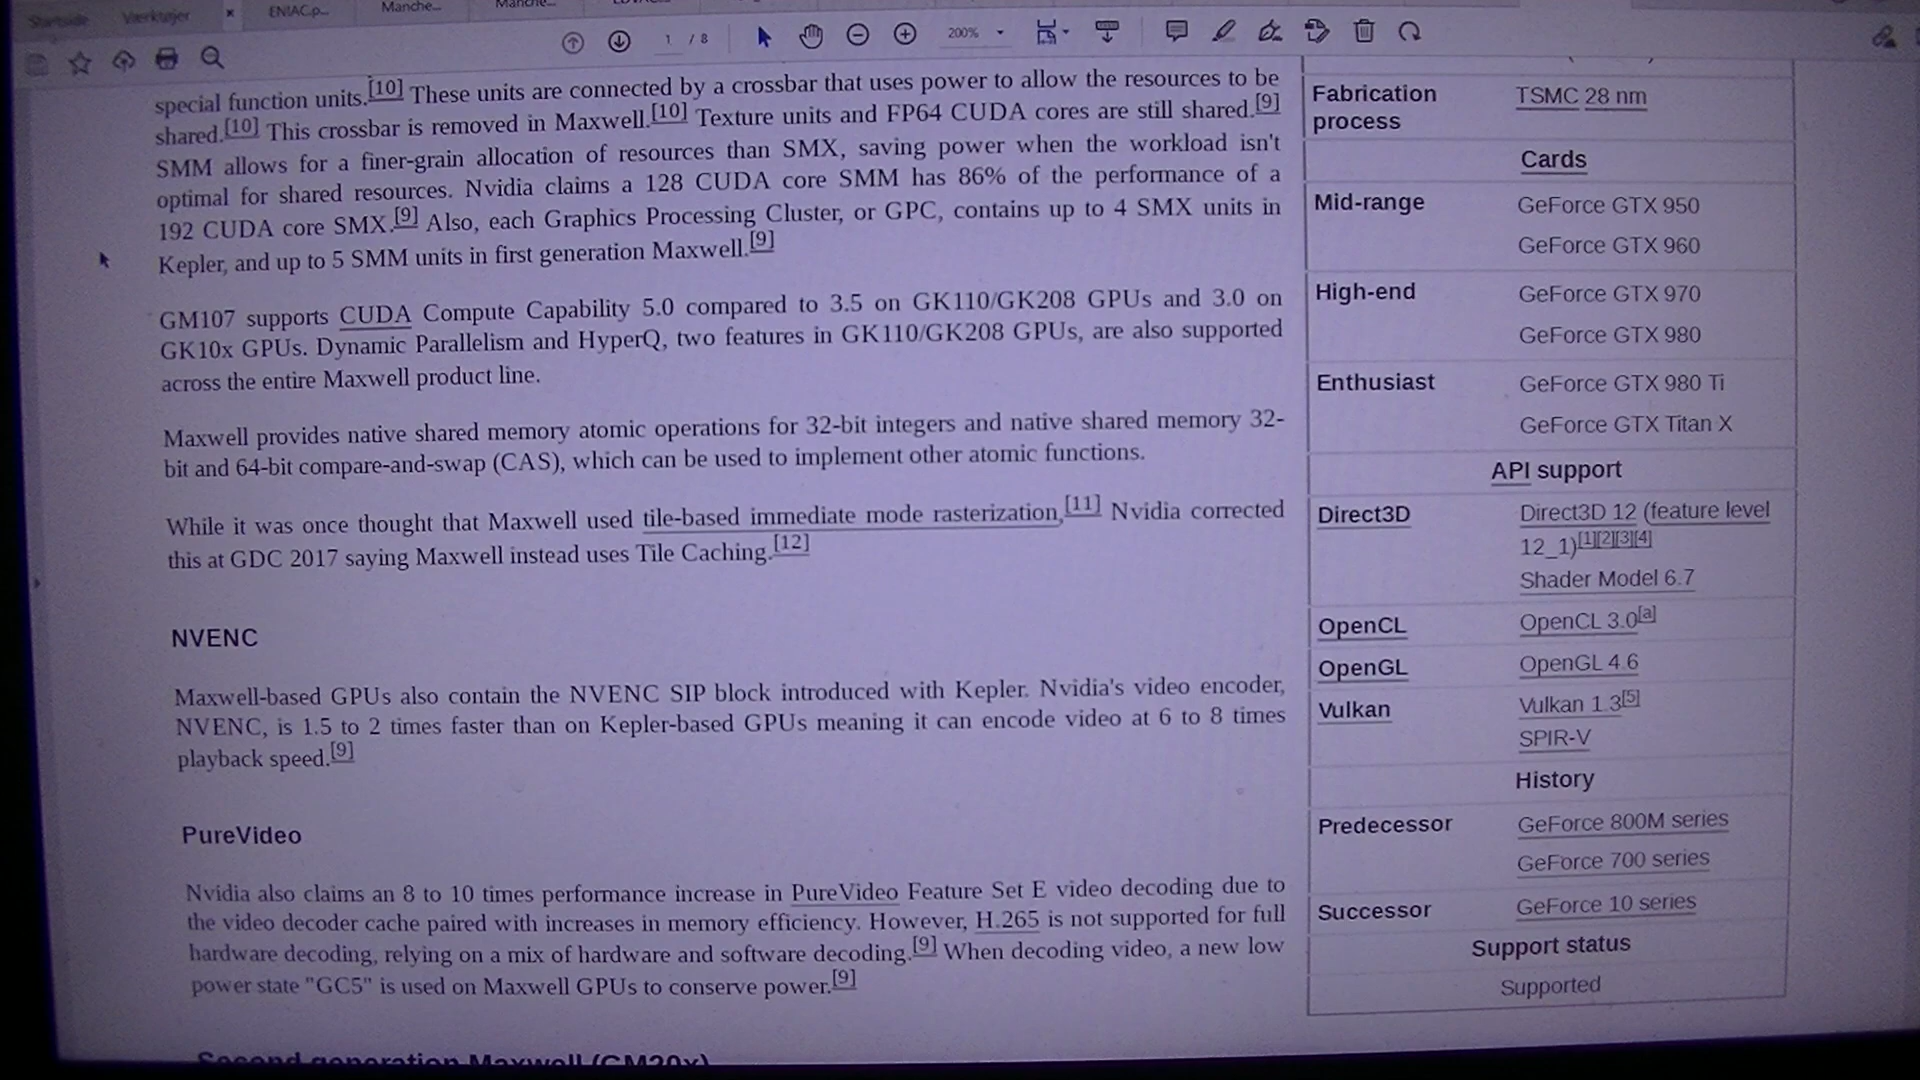 Startside
Værktøjer
ENIAC.p...
Manche...
Manche...
1 / 8
200%
special function units.[10] These units are connected by a crossbar that uses power to allow the resources to be
shared.[10] This crossbar is removed in Maxwell.[10] Texture units and FP64 CUDA cores are still shared.[9]
SMM allows for a finer-grain allocation of resources than SMX, saving power when the workload isn't
optimal for shared resources. Nvidia claims a 128 CUDA core SMM has 86% of the performance of a
192 CUDA core SMX.[9] Also, each Graphics Processing Cluster, or GPC, contains up to 4 SMX units in
Kepler, and up to 5 SMM units in first generation Maxwell.[9]
GM107 supports CUDA Compute Capability 5.0 compared to 3.5 on GK110/GK208 GPUs and 3.0 on
GK10x GPUs. Dynamic Parallelism and HyperQ, two features in GK110/GK208 GPUs, are also supported
across the entire Maxwell product line.
Maxwell provides native shared memory atomic operations for 32-bit integers and native shared memory 32-
bit and 64-bit compare-and-swap (CAS), which can be used to implement other atomic functions.
While it was once thought that Maxwell used tile-based immediate mode rasterization,[11] Nvidia corrected
this at GDC 2017 saying Maxwell instead uses Tile Caching.[12]
NVENC
Maxwell-based GPUs also contain the NVENC SIP block introduced with Kepler. Nvidia's video encoder,
NVENC, is 1.5 to 2 times faster than on Kepler-based GPUs meaning it can encode video at 6 to 8 times
playback speed.[9]
PureVideo
Nvidia also claims an 8 to 10 times performance increase in PureVideo Feature Set E video decoding due to
the video decoder cache paired with increases in memory efficiency. However, H.265 is not supported for full
hardware decoding, relying on a mix of hardware and software decoding.[9] When decoding video, a new low
power state "GC5" is used on Maxwell GPUs to conserve power.[9]
Second generation Maxwell (GM20x)
Fabrication TSMC 28 nm
process
Cards
Mid-range GeForce GTX 950
GeForce GTX 960
High-end GeForce GTX 970
GeForce GTX 980
Enthusiast GeForce GTX 980 Ti
GeForce GTX Titan X
API support
Direct3D Direct3D 12 (feature level
12_1)[1][2][3][4]
Shader Model 6.7
OpenCL OpenCL 3.0[a]
OpenGL OpenGL 4.6
Vulkan Vulkan 1.3[5]
SPIR-V
History
Predecessor GeForce 800M series
GeForce 700 series
Successor GeForce 10 series
Support status
Supported